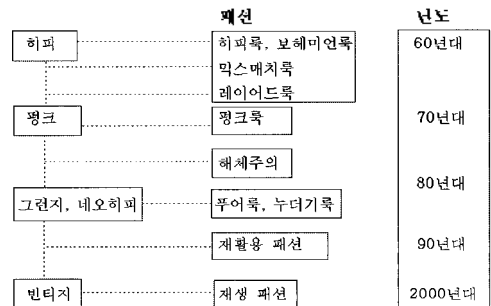 패션 년도
히피 히피룩, 보헤미언룩 60년대
믹스매치룩
레이어드룩
펑크 펑크룩 70년대
해체주의
80년대
그런지, 네오히피 푸어룩, 누더기룩
재활용 패션 90년대
빈티지 재생 패션 2000년대